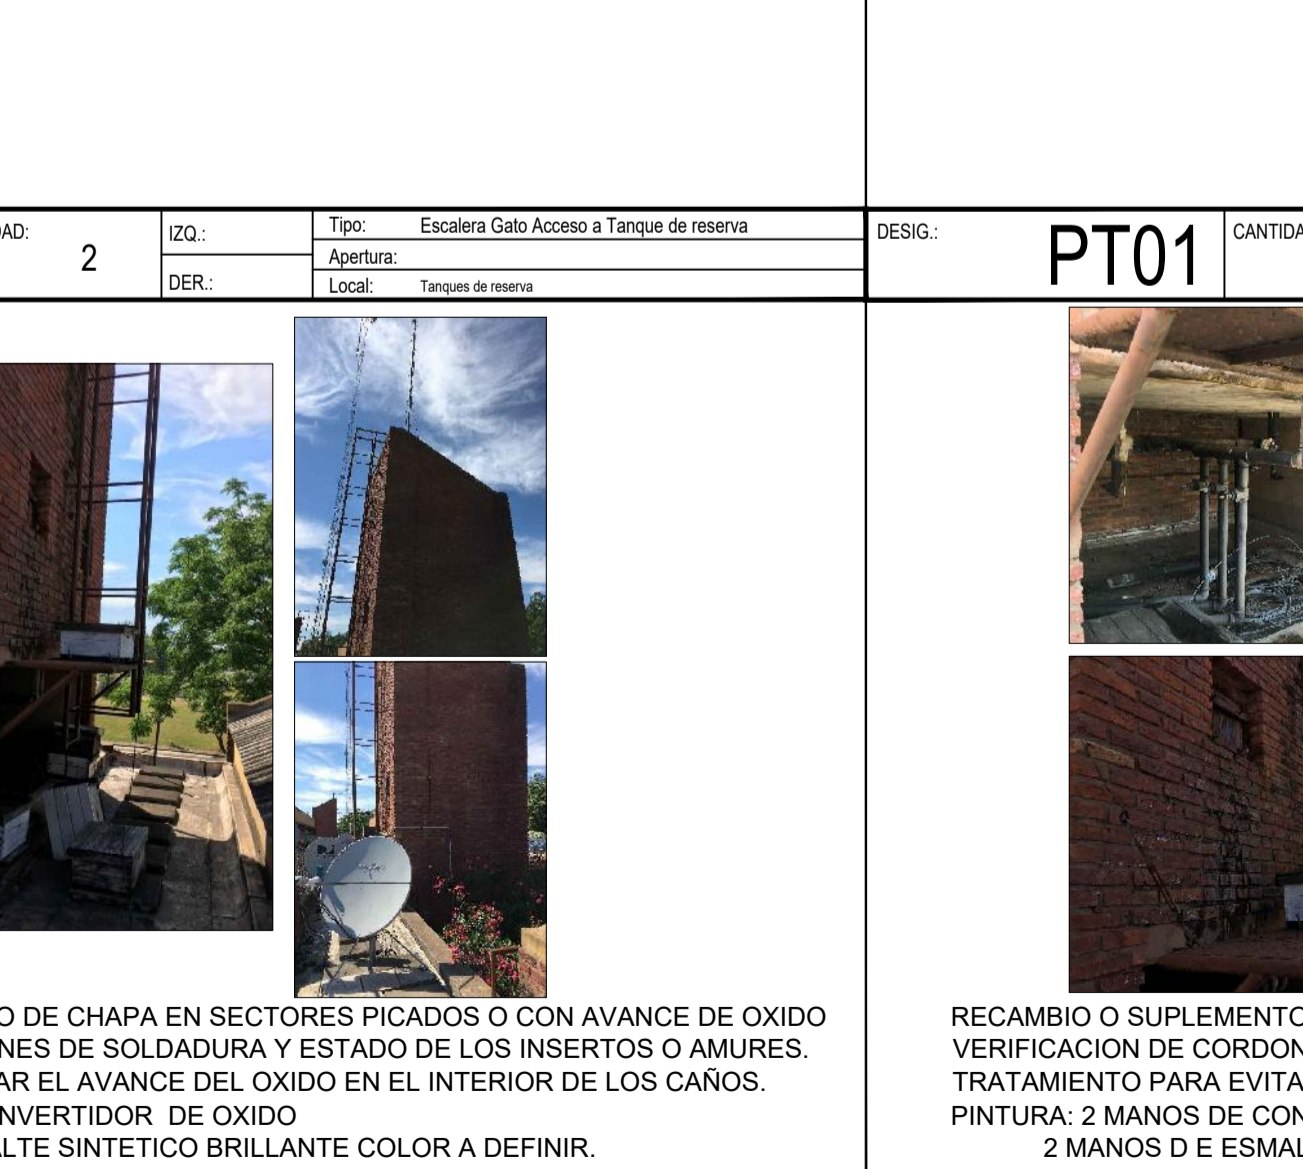 AD:
2
IZQ.:
DER.:
Tipo: Escalera Gato Acceso a Tanque de reserva
Apertura:
Local: Tanques de reserva
O DE CHAPA EN SECTORES PICADOS O CON AVANCE DE OXIDO
NES DE SOLDADURA Y ESTADO DE LOS INSERTOS O AMURES.
AR EL AVANCE DEL OXIDO EN EL INTERIOR DE LOS CAÑOS.
NVERTIDOR DE OXIDO
ALTE SINTETICO BRILLANTE COLOR A DEFINIR.
DESIG.:
PT01
CANTIDA
RECAMBIO O SUPLEMENTO
VERIFICACION DE CORDON
TRATAMIENTO PARA EVITA
PINTURA: 2 MANOS DE CON
2 MANOS D E ESMAL